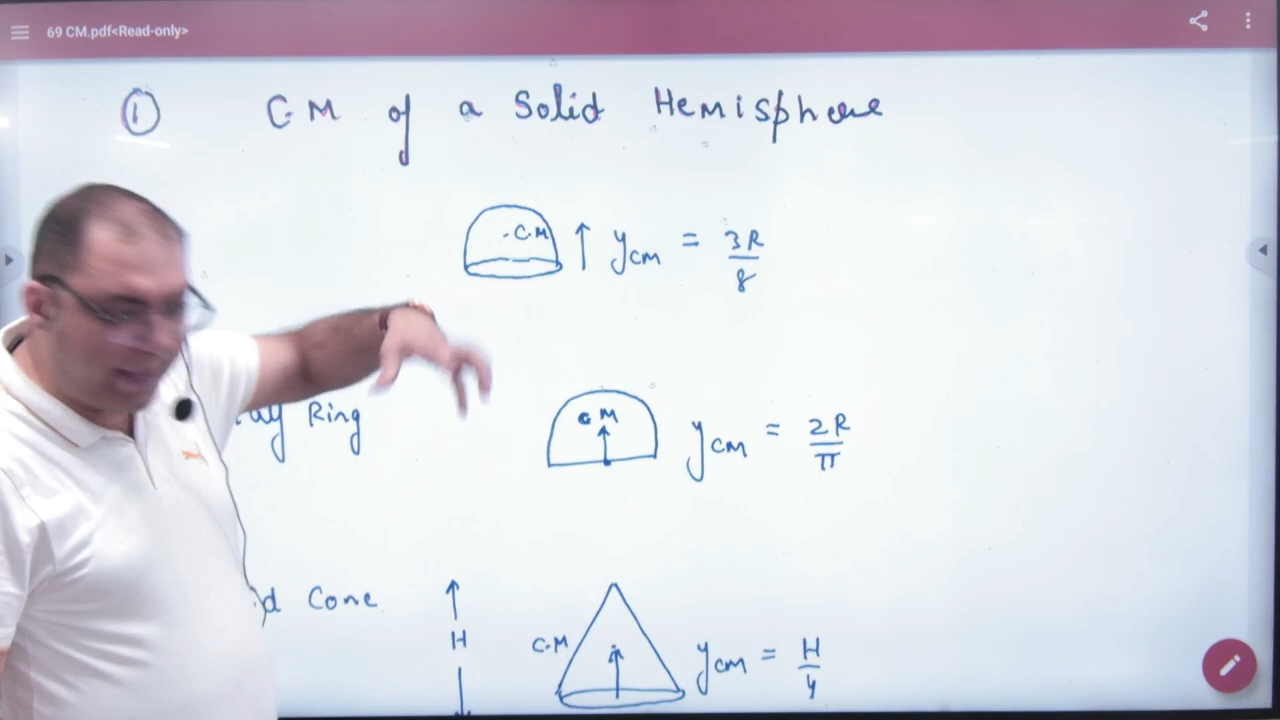 69 CM.pdf<Read-only>
① C.M of a Solid Hemisphere
.C.M ↑ ycm = 3R/8
Ring
CM ycm = 2R/π
Cone
H
C.M ycm = H/4